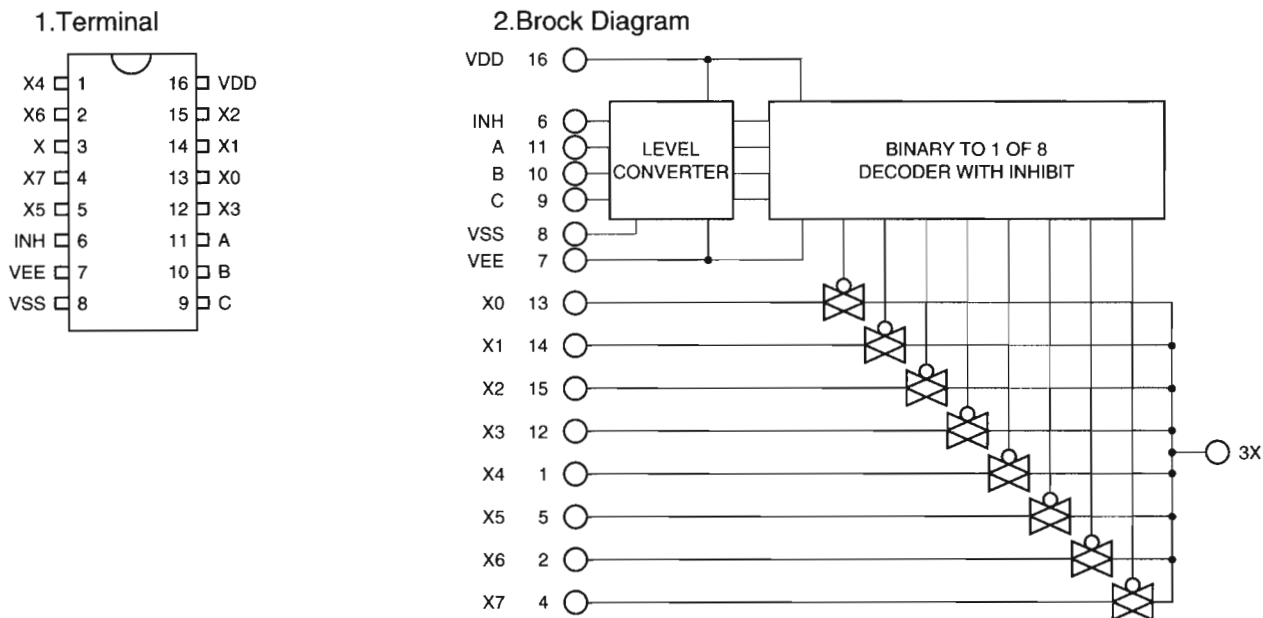 1.Terminal
X4 1 16 VDD
X6 2 15 X2
X 3 14 X1
X7 4 13 X0
X5 5 12 X3
INH 6 11 A
VEE 7 10 B
VSS 8 9 C
2.Brock Diagram
VDD 16
INH 6
A 11
B 10
C 9
VSS 8
VEE 7
LEVEL
CONVERTER
BINARY TO 1 OF 8
DECODER WITH INHIBIT
X0 13
X1 14
X2 15
X3 12
X4 1
X5 5
X6 2
X7 4
3X